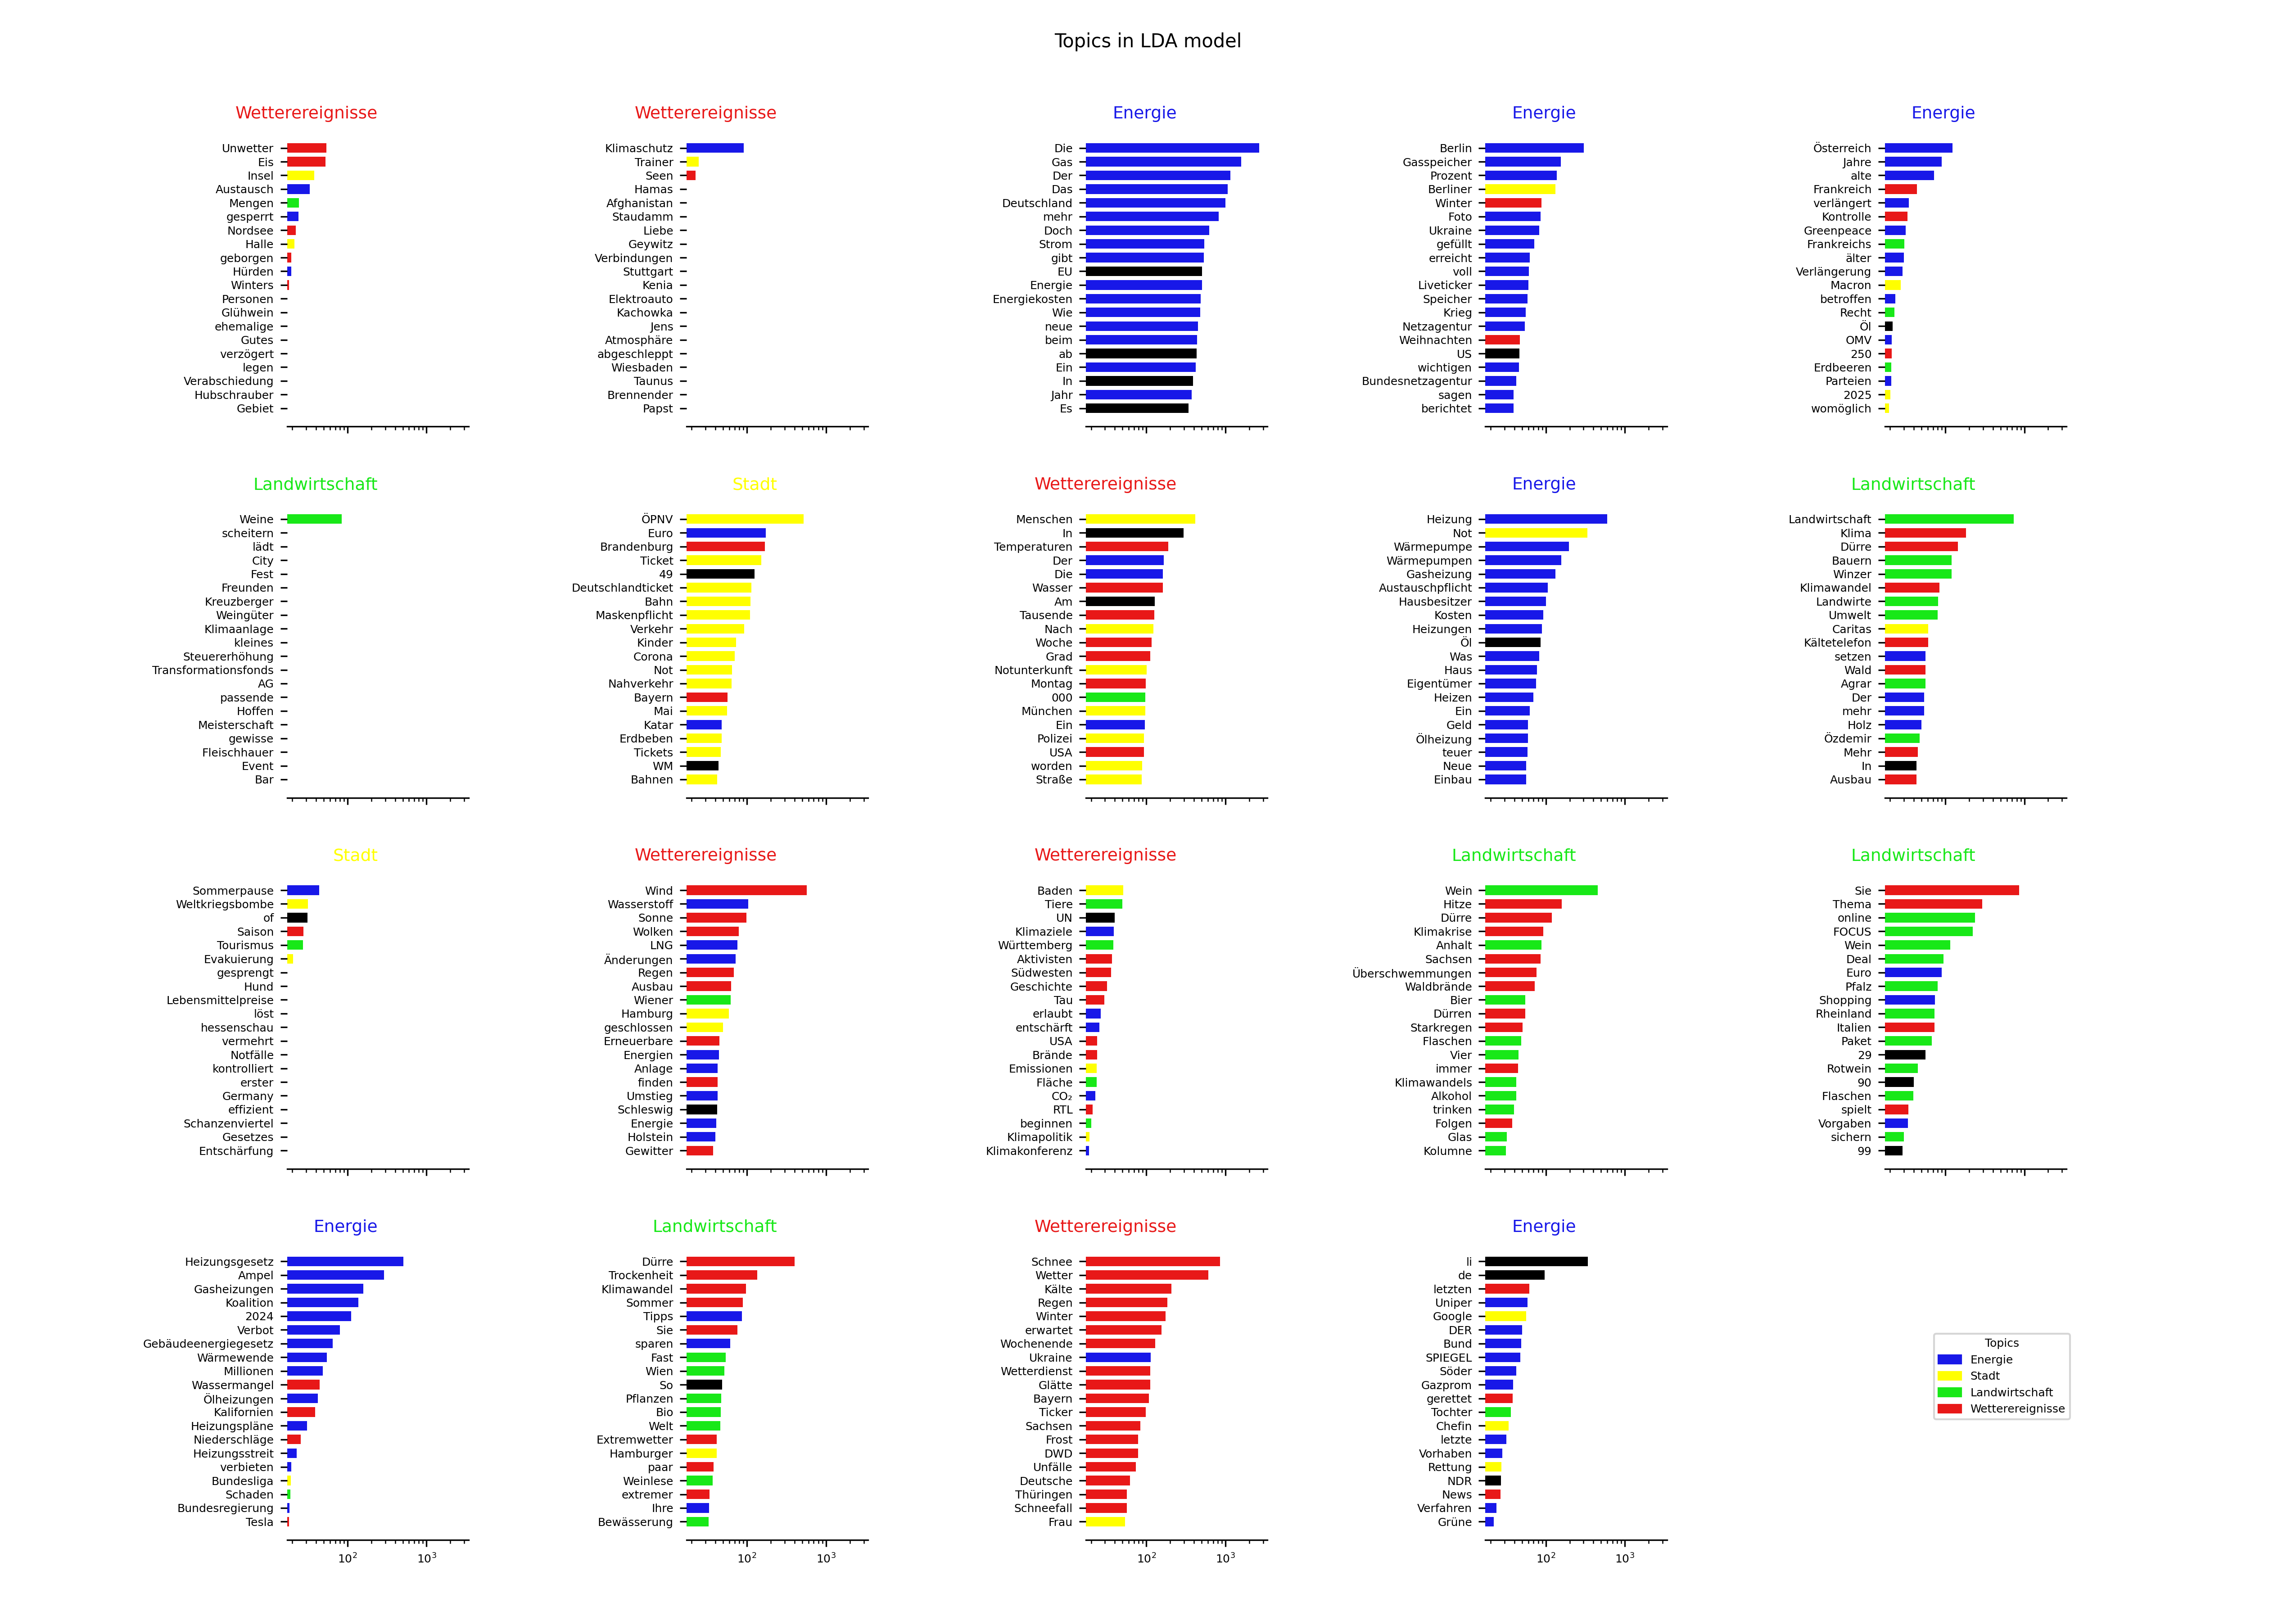 Topics in LDA model
Wetterereignisse
Unwetter
Eis
Insel
Austausch
Mengen
gesperrt
Nordsee
Halle
geborgen
Hürden
Winters
Personen
Glühwein
ehemalige
Gutes
verzögert
legen
Verabschiedung
Hubschrauber
Gebiet
Wetterereignisse
Klimaschutz
Trainer
Seen
Hamas
Afghanistan
Staudamm
Liebe
Geywitz
Verbindungen
Stuttgart
Kenia
Elektroauto
Kachowka
Jens
Atmosphäre
abgeschleppt
Wiesbaden
Taunus
Brennender
Papst
Energie
Die
Gas
Der
Das
Deutschland
mehr
Doch
Strom
gibt
EU
Energie
Energiekosten
Wie
neue
beim
ab
Ein
In
Jahr
Es
Energie
Berlin
Gasspeicher
Prozent
Berliner
Winter
Foto
Ukraine
gefüllt
erreicht
voll
Liveticker
Speicher
Krieg
Netzagentur
Weihnachten
US
wichtigen
Bundesnetzagentur
sagen
berichtet
Energie
Österreich
Jahre
alte
Frankreich
verlängert
Kontrolle
Greenpeace
Frankreichs
älter
Verlängerung
Macron
betroffen
Recht
Öl
OMV
250
Erdbeeren
Parteien
2025
womöglich
Landwirtschaft
Weine
scheitern
lädt
City
Fest
Freunden
Kreuzberger
Weingüter
Klimaanlage
kleines
Steuererhöhung
Transformationsfonds
AG
passende
Hoffen
Meisterschaft
gewisse
Fleischhauer
Event
Bar
Stadt
ÖPNV
Euro
Brandenburg
Ticket
49
Deutschlandticket
Bahn
Maskenpflicht
Verkehr
Kinder
Corona
Not
Nahverkehr
Bayern
Mai
Katar
Erdbeben
Tickets
WM
Bahnen
Wetterereignisse
Menschen
In
Temperaturen
Der
Die
Wasser
Am
Tausende
Nach
Woche
Grad
Notunterkunft
Montag
000
München
Ein
Polizei
USA
worden
Straße
Energie
Heizung
Not
Wärmepumpe
Wärmepumpen
Gasheizung
Austauschpflicht
Hausbesitzer
Kosten
Heizungen
Öl
Was
Haus
Eigentümer
Heizen
Ein
Geld
Ölheizung
teuer
Neue
Einbau
Landwirtschaft
Landwirtschaft
Klima
Dürre
Bauern
Winzer
Klimawandel
Landwirte
Umwelt
Caritas
Kältetelefon
setzen
Wald
Agrar
Der
mehr
Holz
Özdemir
Mehr
In
Ausbau
Stadt
Sommerpause
Weltkriegsbombe
of
Saison
Tourismus
Evakuierung
gesprengt
Hund
Lebensmittelpreise
löst
hessenschau
vermehrt
Notfälle
kontrolliert
erster
Germany
effizient
Schanzenviertel
Gesetzes
Entschärfung
Wetterereignisse
Wind
Wasserstoff
Sonne
Wolken
LNG
Änderungen
Regen
Ausbau
Wiener
Hamburg
geschlossen
Erneuerbare
Energien
Anlage
finden
Umstieg
Schleswig
Energie
Holstein
Gewitter
Wetterereignisse
Baden
Tiere
UN
Klimaziele
Württemberg
Aktivisten
Südwesten
Geschichte
Tau
erlaubt
entschärft
USA
Brände
Emissionen
Fläche
CO₂
RTL
beginnen
Klimapolitik
Klimakonferenz
Landwirtschaft
Wein
Hitze
Dürre
Klimakrise
Anhalt
Sachsen
Überschwemmungen
Waldbrände
Bier
Dürren
Starkregen
Flaschen
Vier
immer
Klimawandels
Alkohol
trinken
Folgen
Glas
Kolumne
Landwirtschaft
Sie
Thema
online
FOCUS
Wein
Deal
Euro
Pfalz
Shopping
Rheinland
Italien
Paket
29
Rotwein
90
Flaschen
spielt
Vorgaben
sichern
99
Energie
Heizungsgesetz
Ampel
Gasheizungen
Koalition
2024
Verbot
Gebäudeenergiegesetz
Wärmewende
Millionen
Wassermangel
Ölheizungen
Kalifornien
Heizungspläne
Niederschläge
Heizungsstreit
verbieten
Bundesliga
Schaden
Bundesregierung
Tesla
10² 10³
Landwirtschaft
Dürre
Trockenheit
Klimawandel
Sommer
Tipps
Sie
sparen
Fast
Wien
So
Pflanzen
Bio
Welt
Extremwetter
Hamburger
paar
Weinlese
extremer
Ihre
Bewässerung
10² 10³
Wetterereignisse
Schnee
Wetter
Kälte
Regen
Winter
erwartet
Wochenende
Ukraine
Wetterdienst
Glätte
Bayern
Ticker
Sachsen
Frost
DWD
Unfälle
Deutsche
Thüringen
Schneefall
Frau
10² 10³
Energie
li
de
letzten
Uniper
Google
DER
Bund
SPIEGEL
Söder
Gazprom
gerettet
Tochter
Chefin
letzte
Vorhaben
Rettung
NDR
News
Verfahren
Grüne
10² 10³
Topics
Energie
Stadt
Landwirtschaft
Wetterereignisse